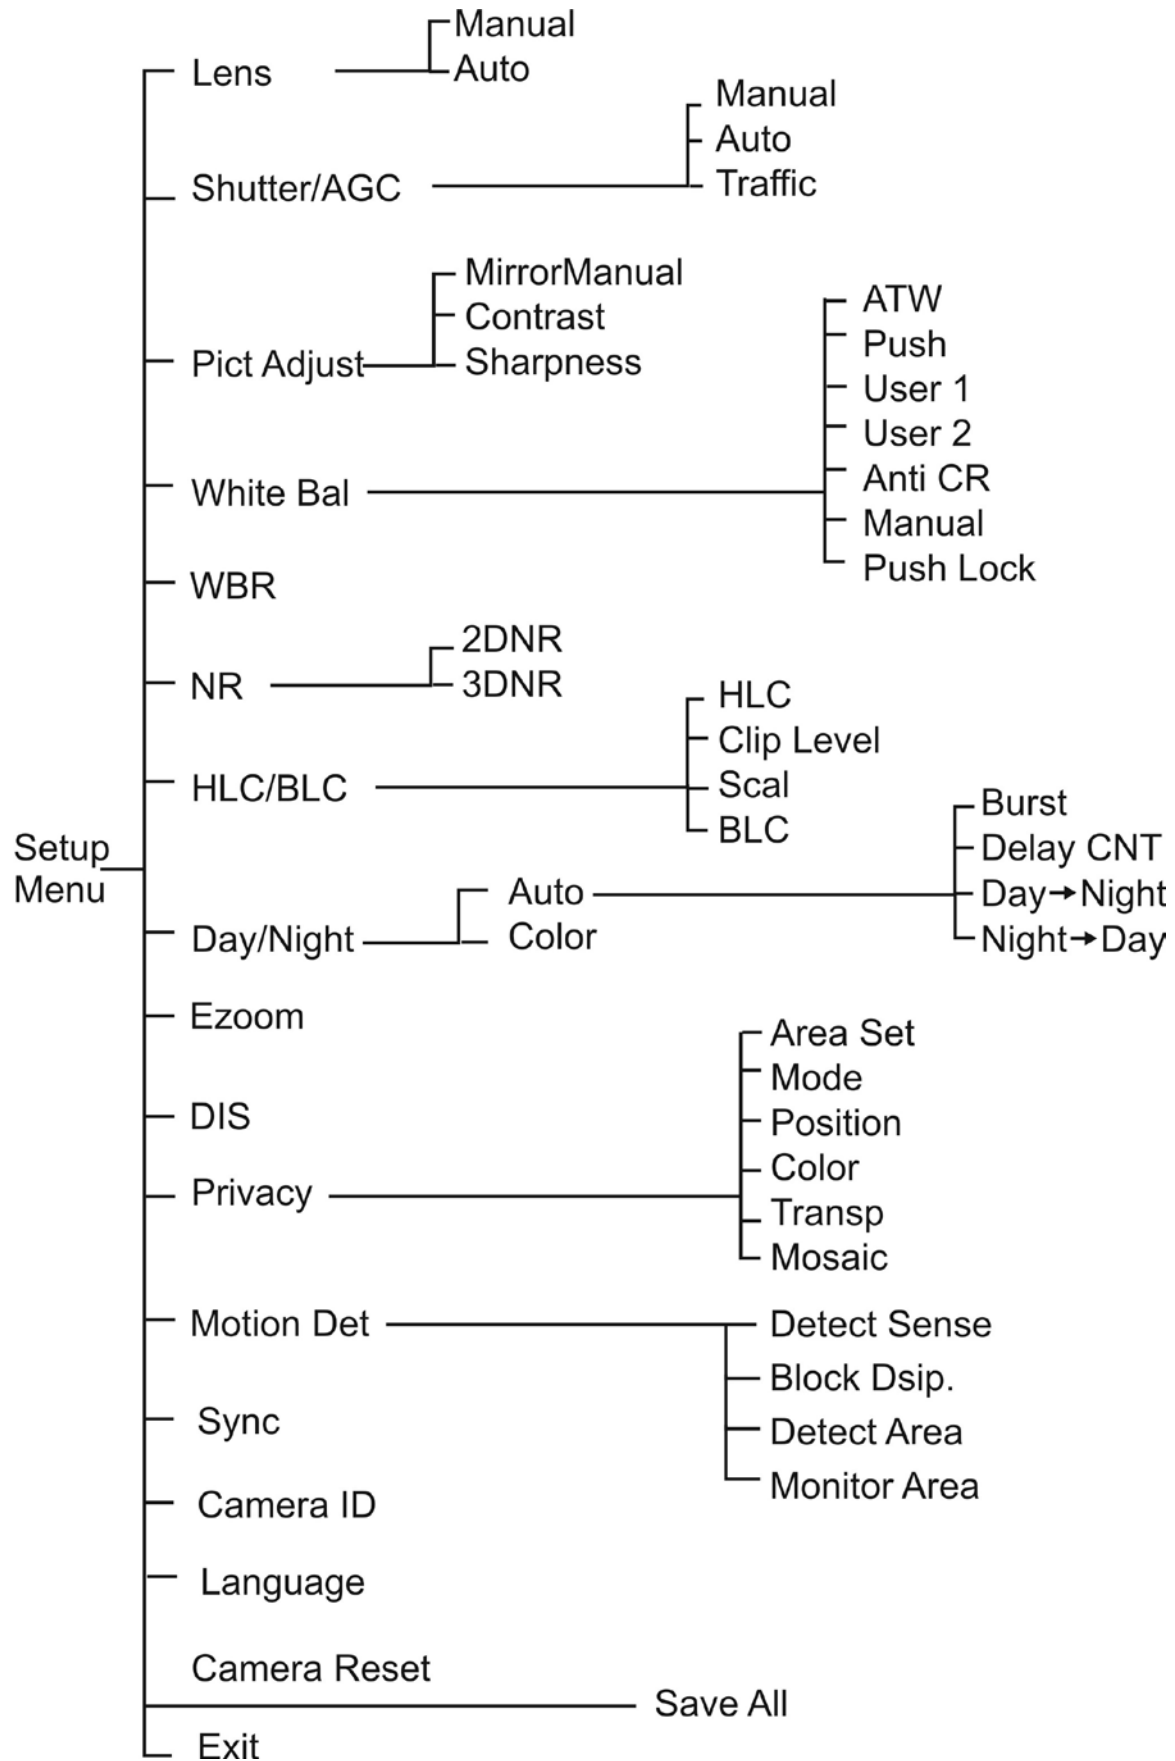 Manual
Lens
Auto
Manual
Auto
Shutter/AGC
Traffic
MirrorManual
Contrast
Pict Adjust
Sharpness
ATW
Push
User 1
User 2
Anti CR
White Bal
Manual
Push Lock
WBR
2DNR
NR
3DNR
HLC
Clip Level
HLC/BLC
Scal
BLC
Setup
Menu
Day/Night
Auto
Color
Burst
Delay CNT
Day→Night
Night→Day
Ezoom
DIS
Privacy
Area Set
Mode
Position
Color
Transp
Mosaic
Motion Det
Detect Sense
Block Dsip.
Detect Area
Monitor Area
Sync
Camera ID
Language
Camera Reset
Save All
Exit